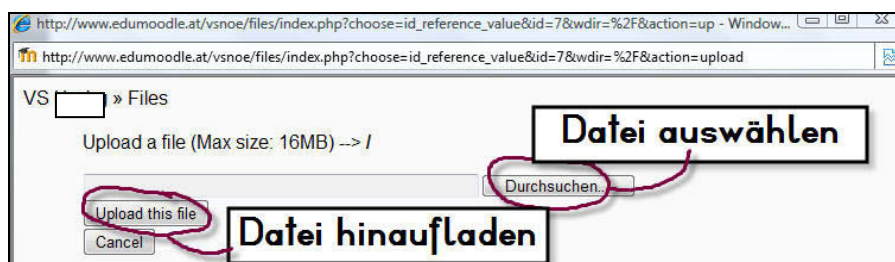 http://www.edumoodle.at/vsnoe/files/index.php?choose=id_reference_value&id=7&wdir=%2F&action=up - Window...
http://www.edumoodle.at/vsnoe/files/index.php?choose=id_reference_value&id=7&wdir=%2F&action=upload
VS » Files
Upload a file (Max size: 16MB) --> /
Datei auswählen
Durchsuchen...
Upload this file
Datei hinaufladen
Cancel